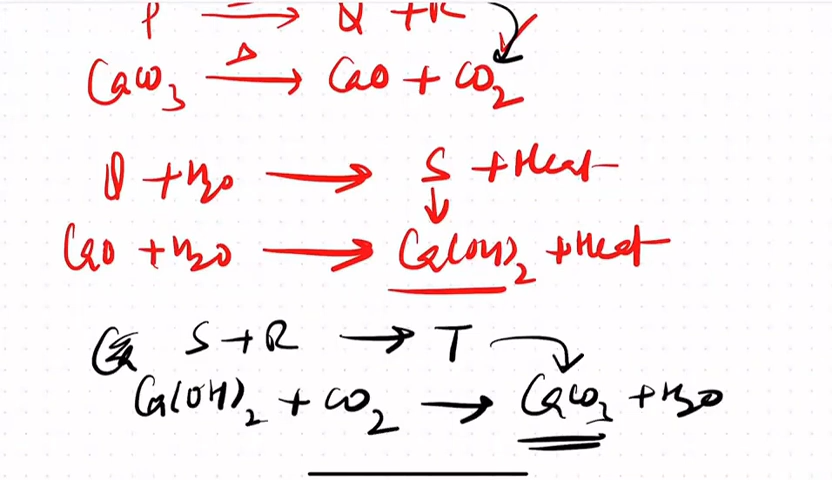 P → Q + R
CaCO3 Δ→ CaO + CO2
Q + H2O → S + Heat
CaO + H2O → Ca(OH)2 + Heat
S + R → T
Ca(OH)2 + CO2 → CaCO3 + H2O